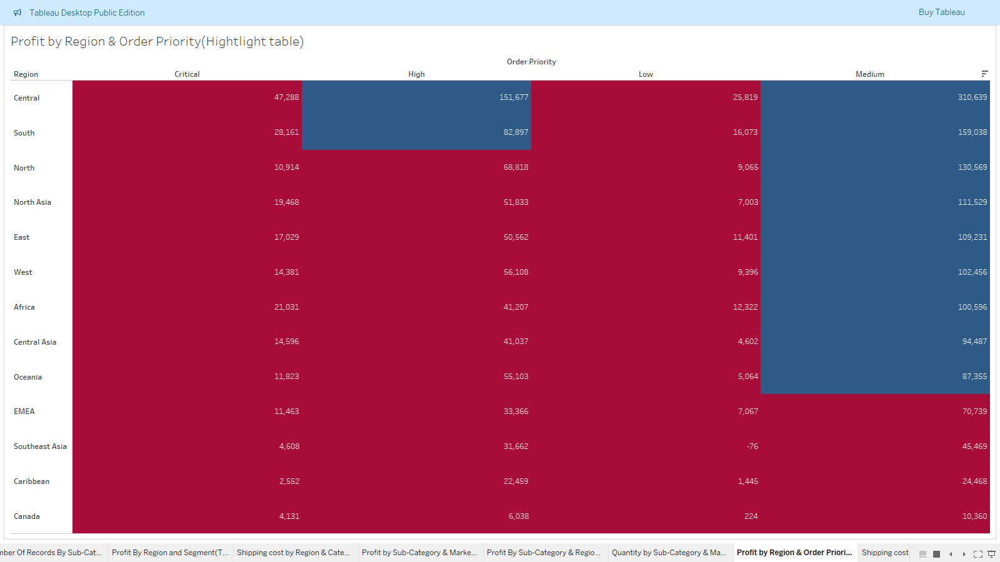 Tableau Desktop Public Edition
Buy Tableau
Profit by Region & Order Priority(Hightlight table)
Order Priority
Region Critical High Low Medium
Central 47,288 151,677 25,819 310,639
South 28,161 82,897 16,073 159,038
North 10,914 68,818 9,065 130,569
North Asia 19,468 51,833 7,003 111,529
East 17,029 50,562 11,401 109,231
West 14,381 56,108 9,396 102,456
Africa 21,031 41,207 12,322 100,596
Central Asia 14,596 41,037 4,602 94,487
Oceania 11,823 55,103 5,064 87,355
EMEA 11,463 33,366 7,067 70,739
Southeast Asia 4,608 31,662 -76 45,469
Caribbean 2,552 22,459 1,445 24,468
Canada 4,131 6,038 224 10,360
mber Of Records By Sub-Cat... Profit By Region and Segment(T... Shipping cost by Region & Cate... Profit by Sub-Category & Marke... Profit By Sub-Category & Regio... Quantity by Sub-Category & Ma... Profit by Region & Order Priori... Shipping cost